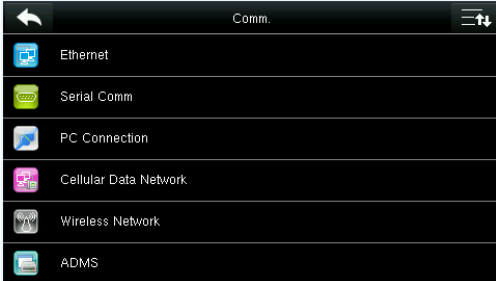 Comm.
Ethernet
Serial Comm
PC Connection
Cellular Data Network
Wireless Network
ADMS